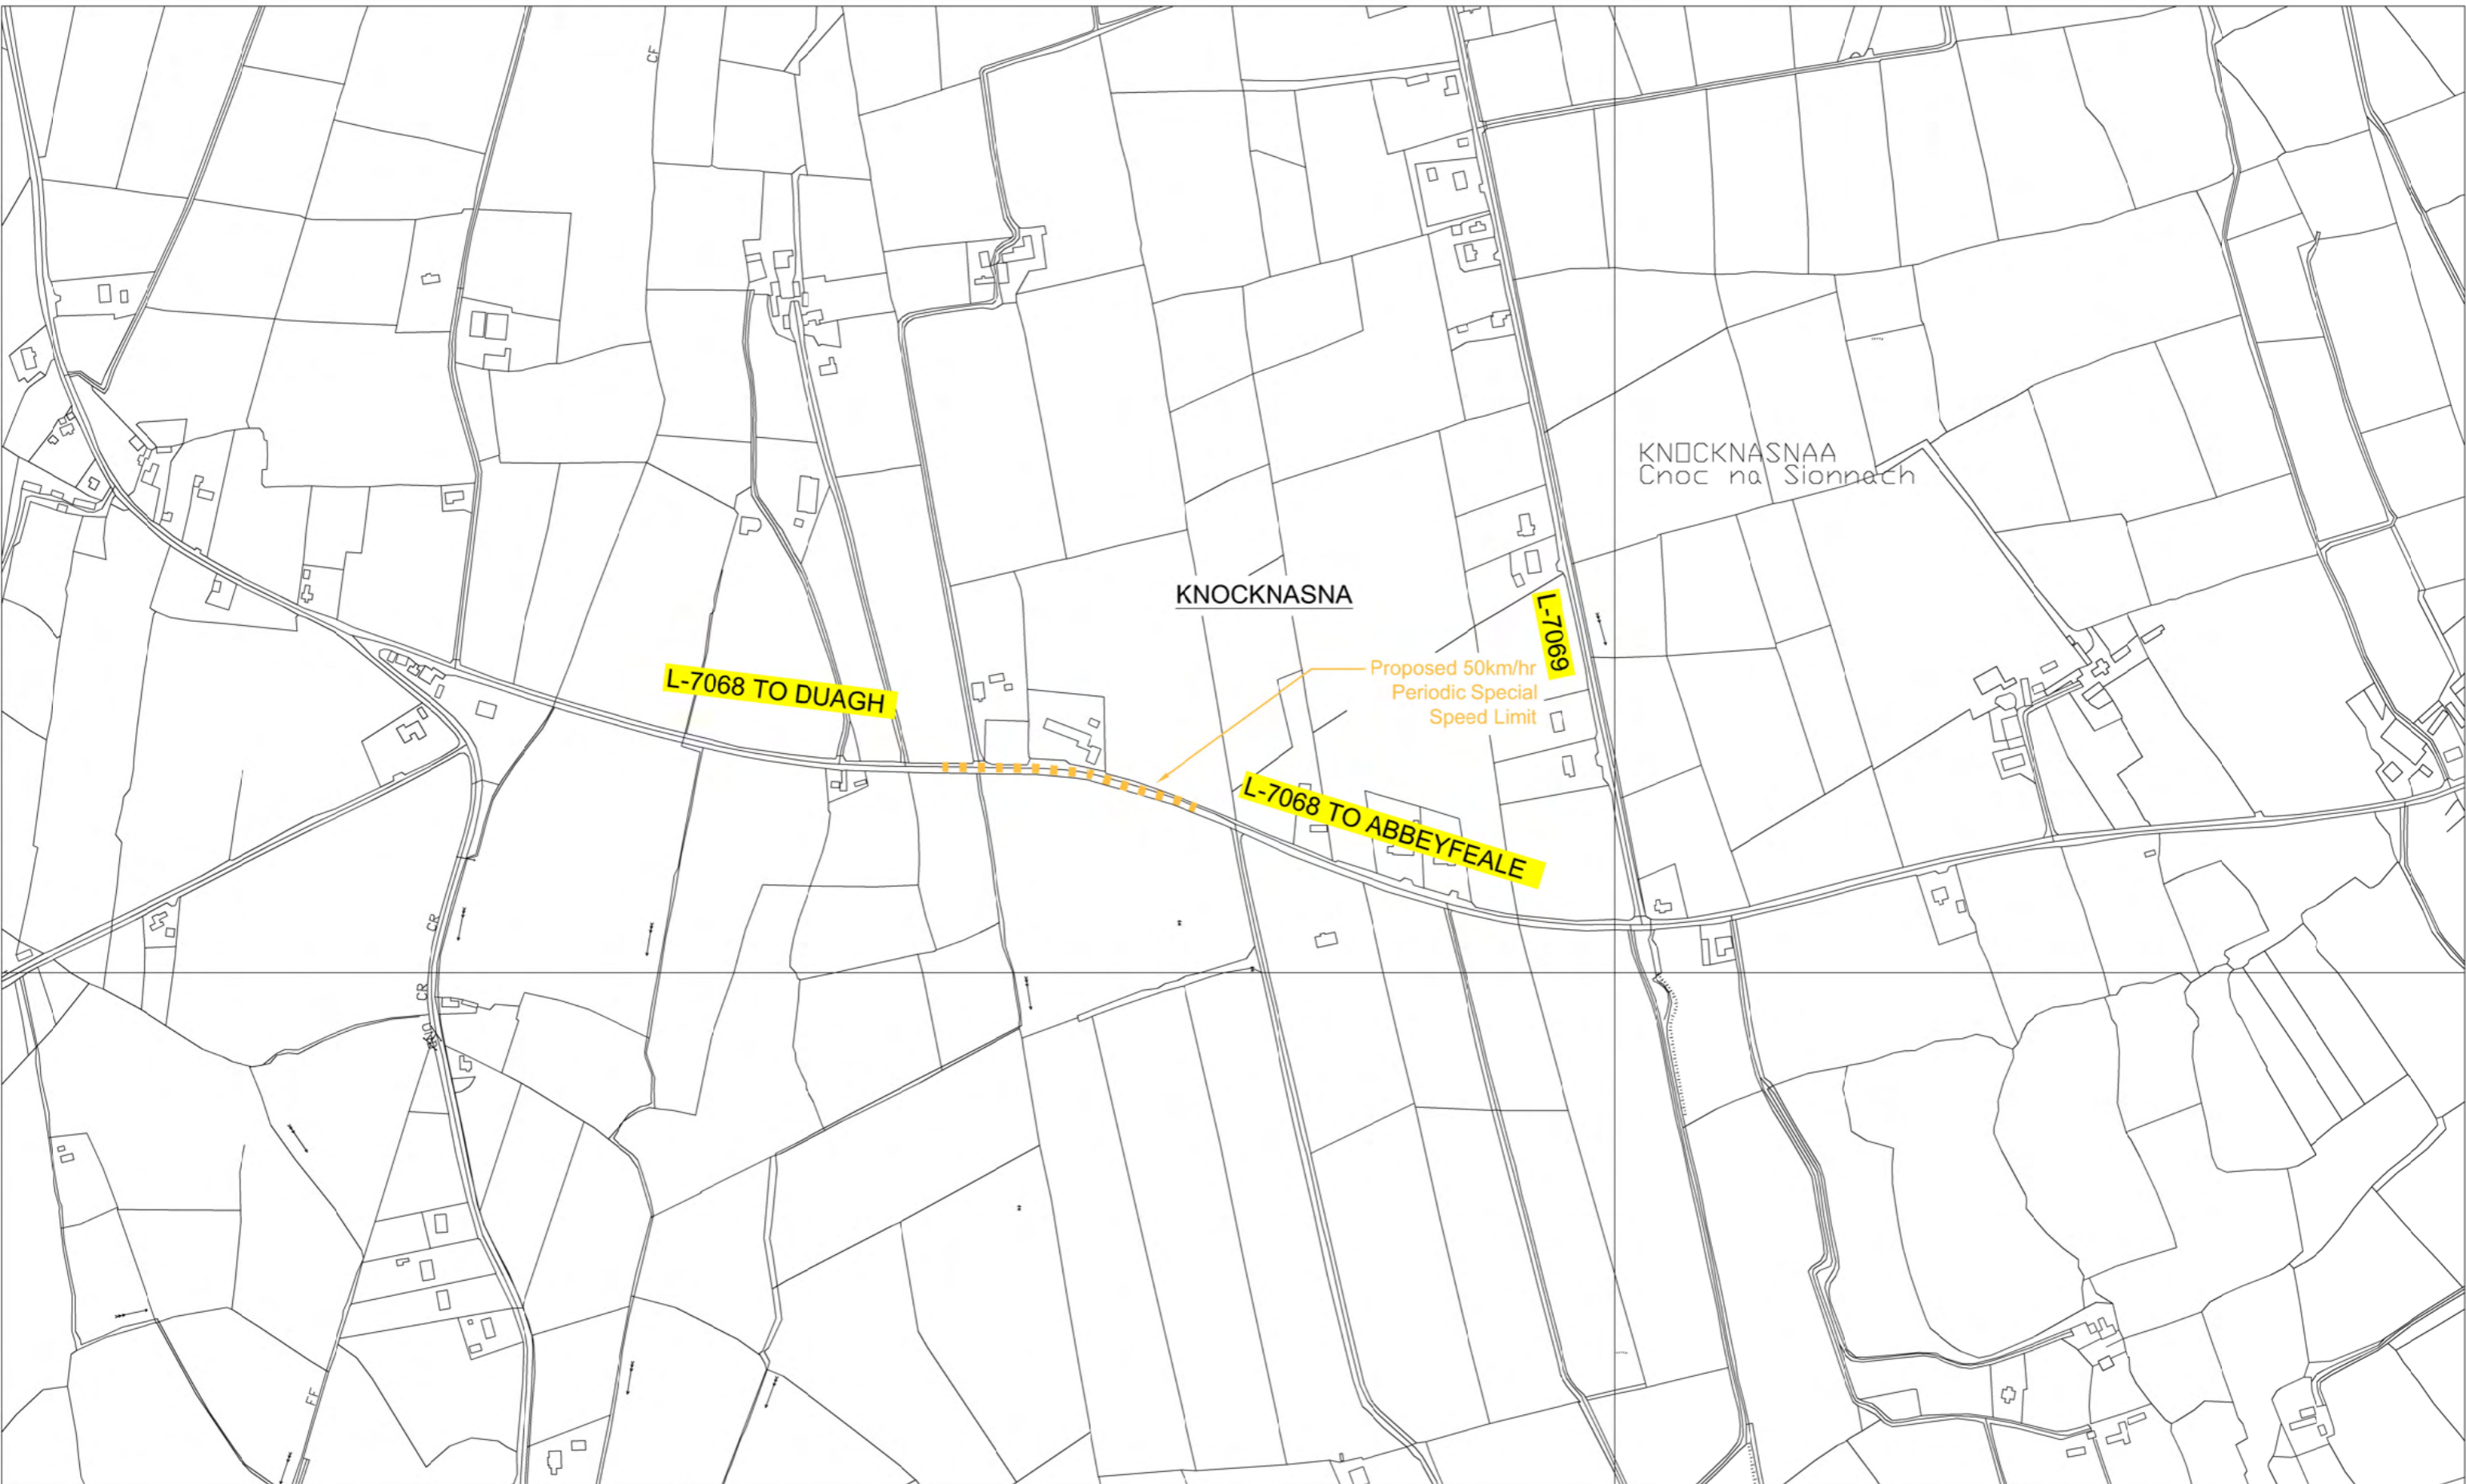 CF
KNOCKNASNAA
Cnoc na Sionnach
KNOCKNASNA
L-7069
Proposed 50km/hr
Periodic Special
Speed Limit
L-7068 TO DUAGH
L-7068 TO ABBEYFEALE
CR
CR
FF